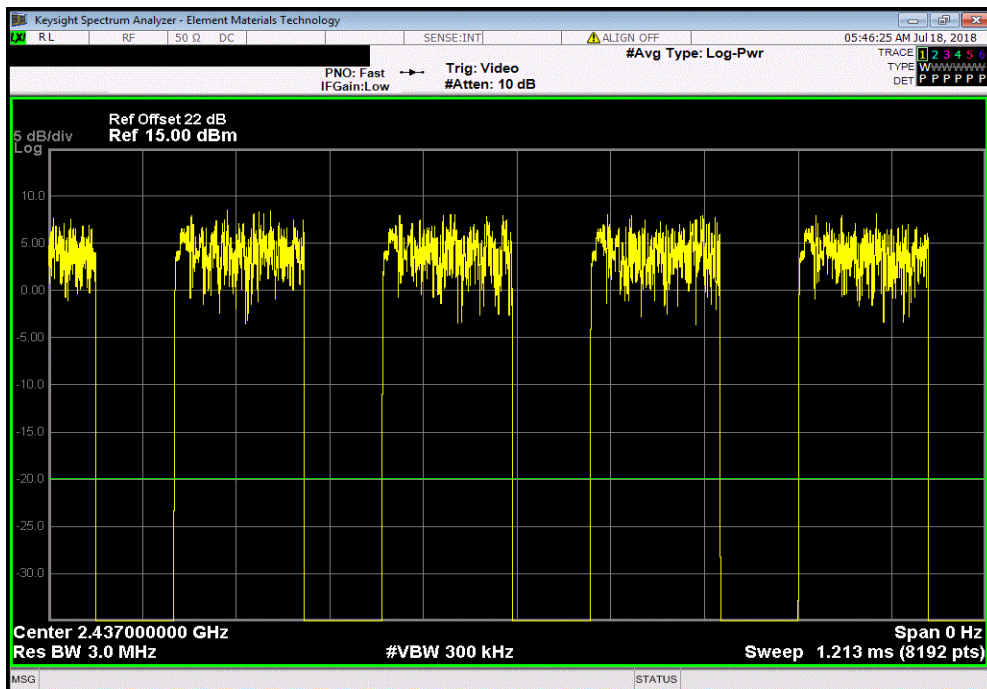 Keysight Spectrum Analyzer - Element Materials Technology
LXI RL RF 50 Ω DC SENSE:INT ALIGN OFF 05:46:25 AM Jul 18, 2018
#Avg Type: Log-Pwr
TRACE 1 2 3 4 5 6
TYPE WWWWWW
DET P P P P P P
PNO: Fast
IFGain:Low
Trig: Video
#Atten: 10 dB
Ref Offset 22 dB
5 dB/div Ref 15.00 dBm
Log
10.0
5.00
0.00
-5.00
-10.0
-15.0
-20.0
-25.0
-30.0
Center 2.437000000 GHz Span 0 Hz
Res BW 3.0 MHz #VBW 300 kHz Sweep 1.213 ms (8192 pts)
MSG STATUS